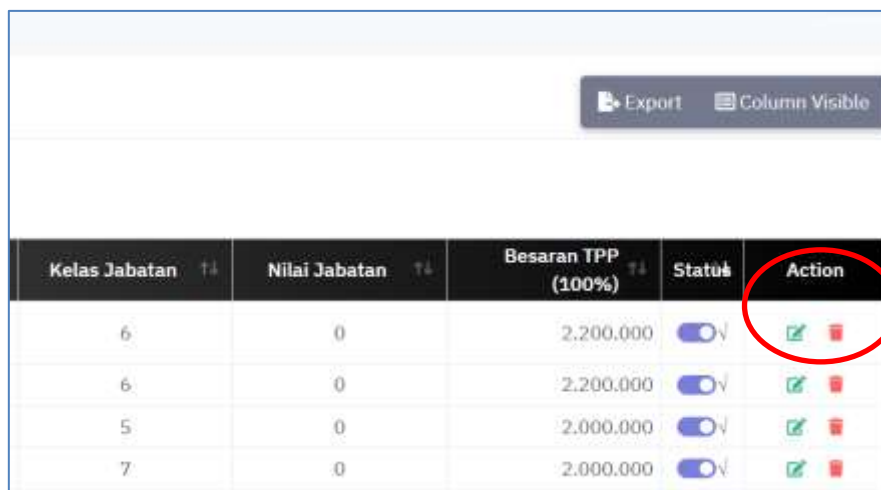 Export Column Visible
Kelas Jabatan Nilai Jabatan Besaran TPP (100%) Status Action
6 0 2.200.000 √
6 0 2.200.000 √
5 0 2.000.000 √
7 0 2.000.000 √